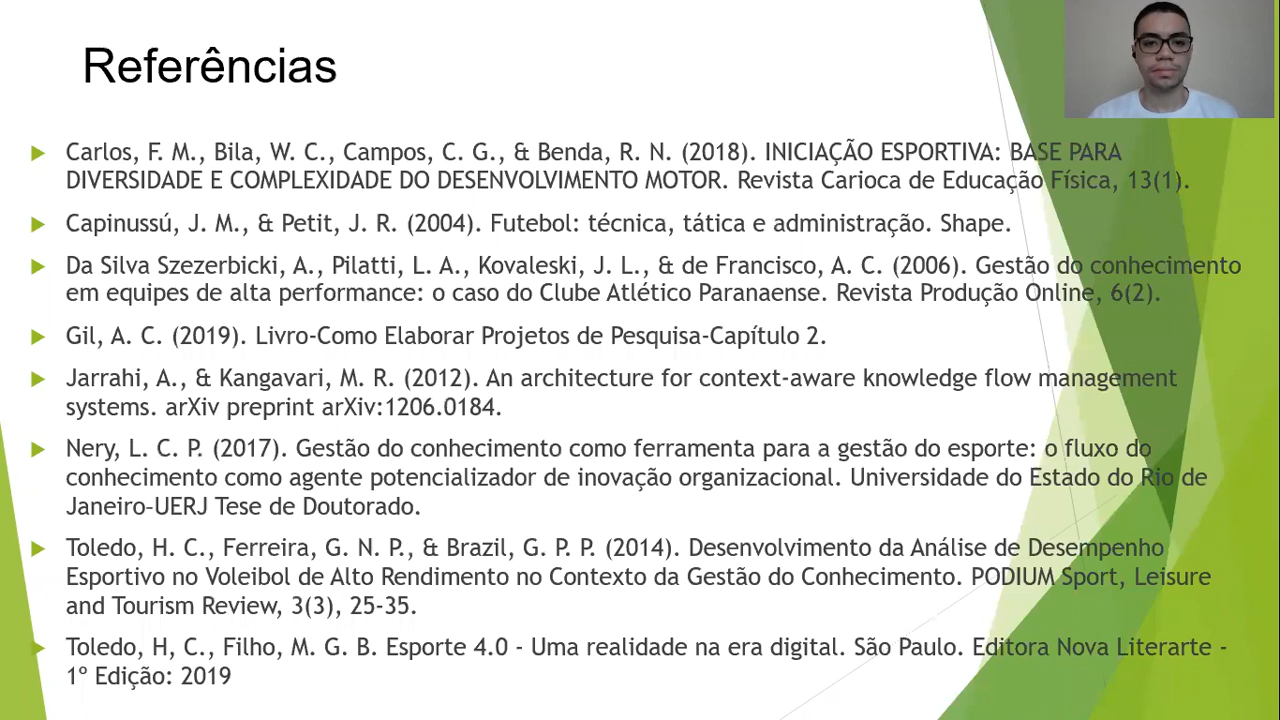 Referências
Carlos, F. M., Bila, W. C., Campos, C. G., & Benda, R. N. (2018). INICIAÇÃO ESPORTIVA: BASE PARA
DIVERSIDADE E COMPLEXIDADE DO DESENVOLVIMENTO MOTOR. Revista Carioca de Educação Física, 13(1).
Capinussú, J. M., & Petit, J. R. (2004). Futebol: técnica, tática e administração. Shape.
Da Silva Szezerbicki, A., Pilatti, L. A., Kovaleski, J. L., & de Francisco, A. C. (2006). Gestão do conhecimento
em equipes de alta performance: o caso do Clube Atlético Paranaense. Revista Produção Online, 6(2).
Gil, A. C. (2019). Livro-Como Elaborar Projetos de Pesquisa-Capítulo 2.
Jarrahi, A., & Kangavari, M. R. (2012). An architecture for context-aware knowledge flow management
systems. arXiv preprint arXiv:1206.0184.
Nery, L. C. P. (2017). Gestão do conhecimento como ferramenta para a gestão do esporte: o fluxo do
conhecimento como agente potencializador de inovação organizacional. Universidade do Estado do Rio de
Janeiro–UERJ Tese de Doutorado.
Toledo, H. C., Ferreira, G. N. P., & Brazil, G. P. P. (2014). Desenvolvimento da Análise de Desempenho
Esportivo no Voleibol de Alto Rendimento no Contexto da Gestão do Conhecimento. PODIUM Sport, Leisure
and Tourism Review, 3(3), 25-35.
Toledo, H, C., Filho, M. G. B. Esporte 4.0 - Uma realidade na era digital. São Paulo. Editora Nova Literarte -
1º Edição: 2019